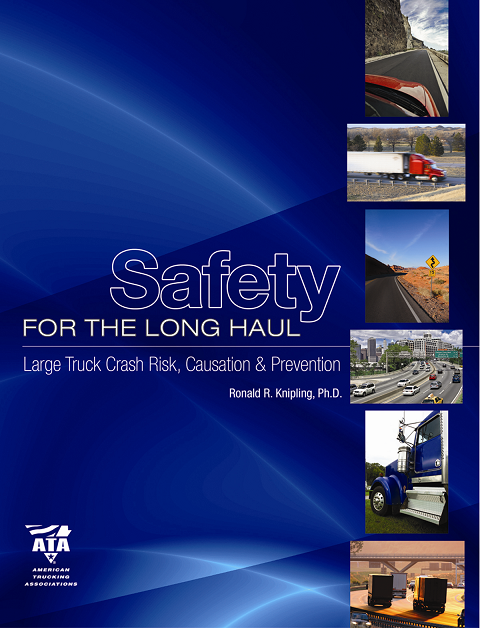 Safety
FOR THE LONG HAUL
Large Truck Crash Risk, Causation & Prevention
Ronald R. Knipling, Ph.D.
ATA
AMERICAN
TRUCKING
ASSOCIATIONS